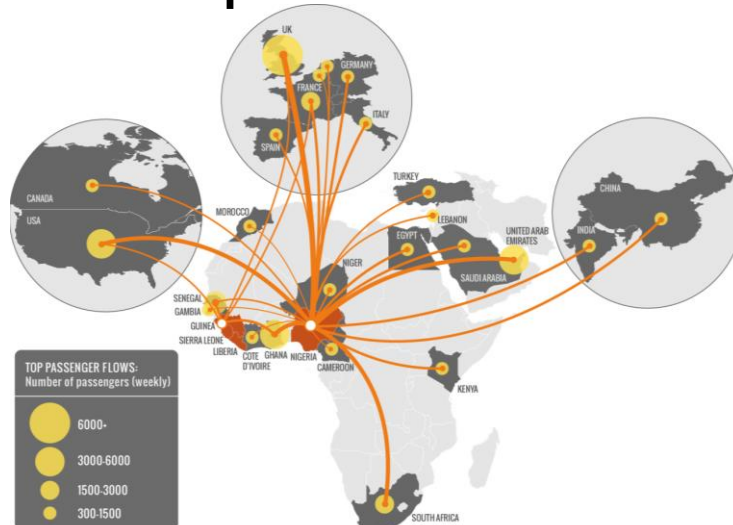 UK
GERMANY
FRANCE
ITALY
SPAIN
CANADA
USA
MOROCCO
TURKEY
LEBANON
EGYPT
UNITED ARAB
EMIRATES
SAUDI ARABIA
CHINA
INDIA
NIGER
SENEGAL
GAMBIA
GUINEA
SIERRA LEONE
LIBERIA
COTE
D'IVOIRE
GHANA
NIGERIA
CAMEROON
KENYA
SOUTH AFRICA
TOP PASSENGER FLOWS:
Number of passengers (weekly)
6000+
3000-6000
1500-3000
300-1500